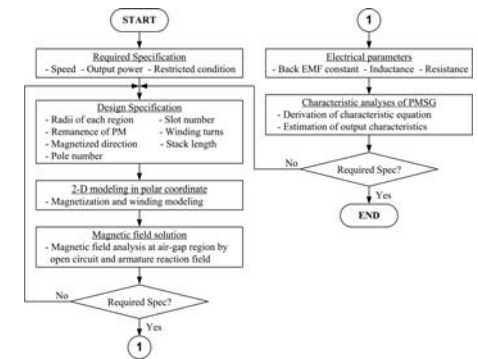 START
Required Specification
- Speed - Output power - Restricted condition
Design Specification
- Radii of each region - Slot number
- Remanence of PM - Winding turns
- Magnetized direction - Stack length
- Pole number
2-D modeling in polar coordinate
- Magnetization and winding modeling
Magnetic field solution
- Magnetic field analysis at air-gap region by
open circuit and armature reaction field
No
Required Spec?
Yes
1
1
Electrical parameters
- Back EMF constant - Inductance - Resistance
Characteristic analyses of PMSG
- Derivation of characteristic equation
- Estimation of output characteristics
No
Required Spec?
Yes
END